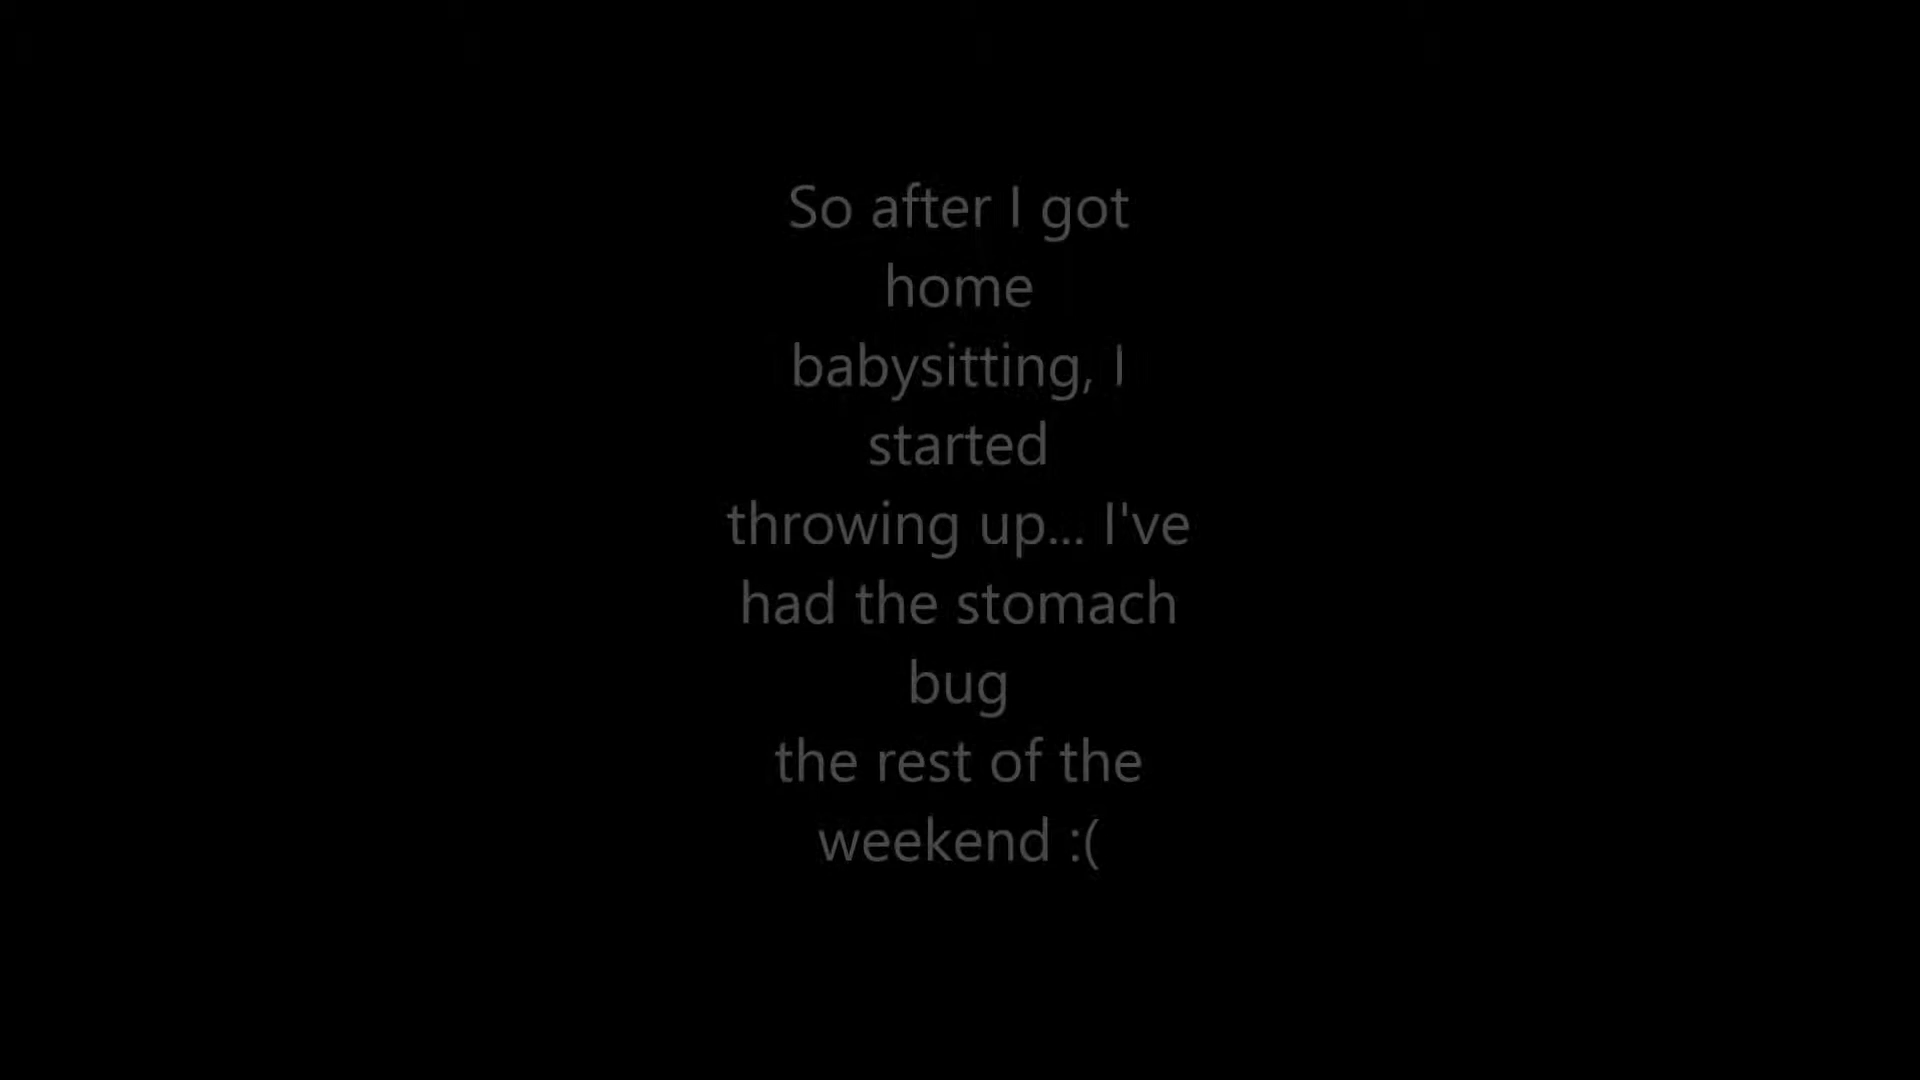 So after I got
home
babysitting, I
started
throwing up... I've
had the stomach
bug
the rest of the
weekend :(